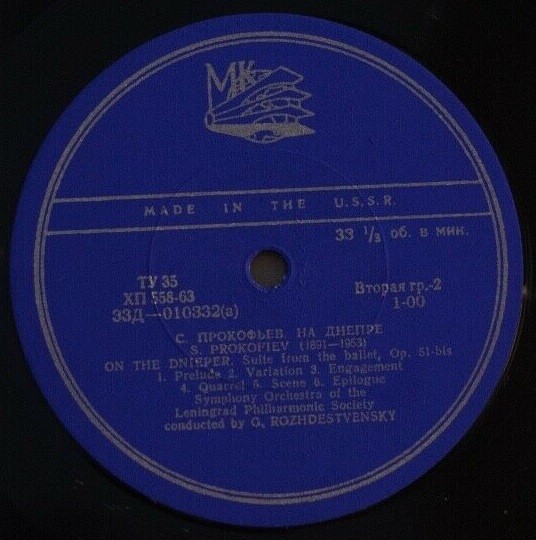 МК
MADE IN THE U.S.S.R.
33 1/3 об. в мин.
ТУ 35
ХП 558-63
33Д—010332(а)
Вторая гр.-2
1-00
С. ПРОКОФЬЕВ. НА ДНЕПРЕ
S. PROKOFIEV (1891—1953)
ON THE DNIEPER. Suite from the ballet, Op. 51-bis
1. Prelude 2. Variation 3. Engagement
4. Quarrel 5. Scene 6. Epilogue
Symphony Orchestra of the
Leningrad Philharmonic Society
conducted by G. ROZHDESTVENSKY